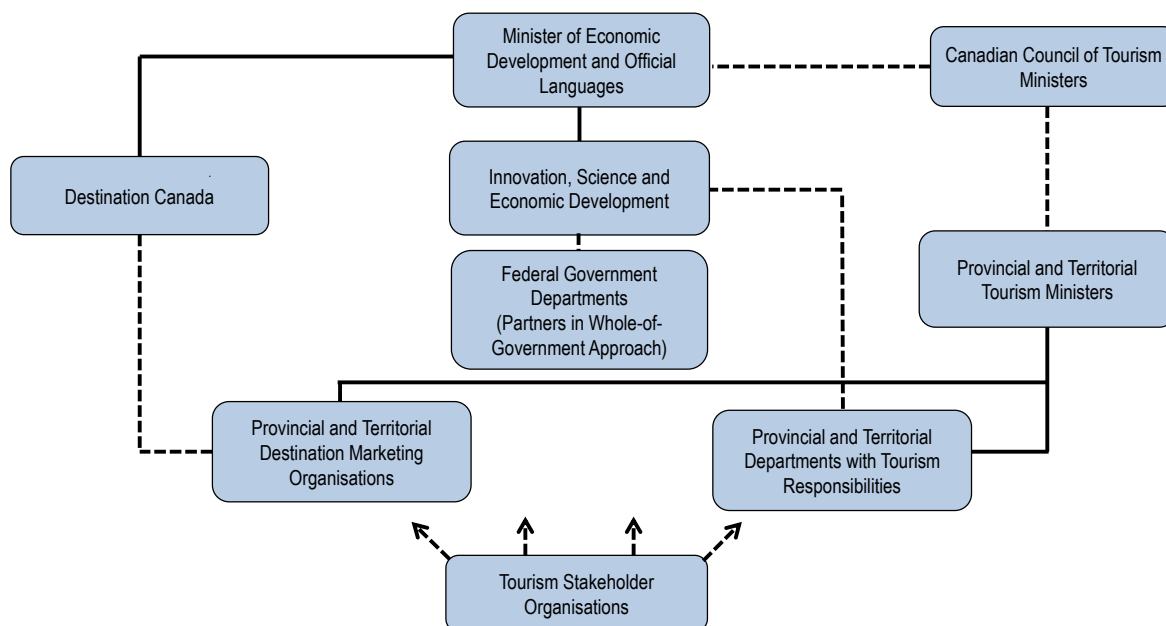 Minister of Economic
Development and Official
Languages
Canadian Council of Tourism
Ministers
Destination Canada
Innovation, Science and
Economic Development
Provincial and Territorial
Tourism Ministers
Federal Government
Departments
(Partners in Whole-of-
Government Approach)
Provincial and Territorial
Destination Marketing
Organisations
Provincial and Territorial
Departments with Tourism
Responsibilities
Tourism Stakeholder
Organisations